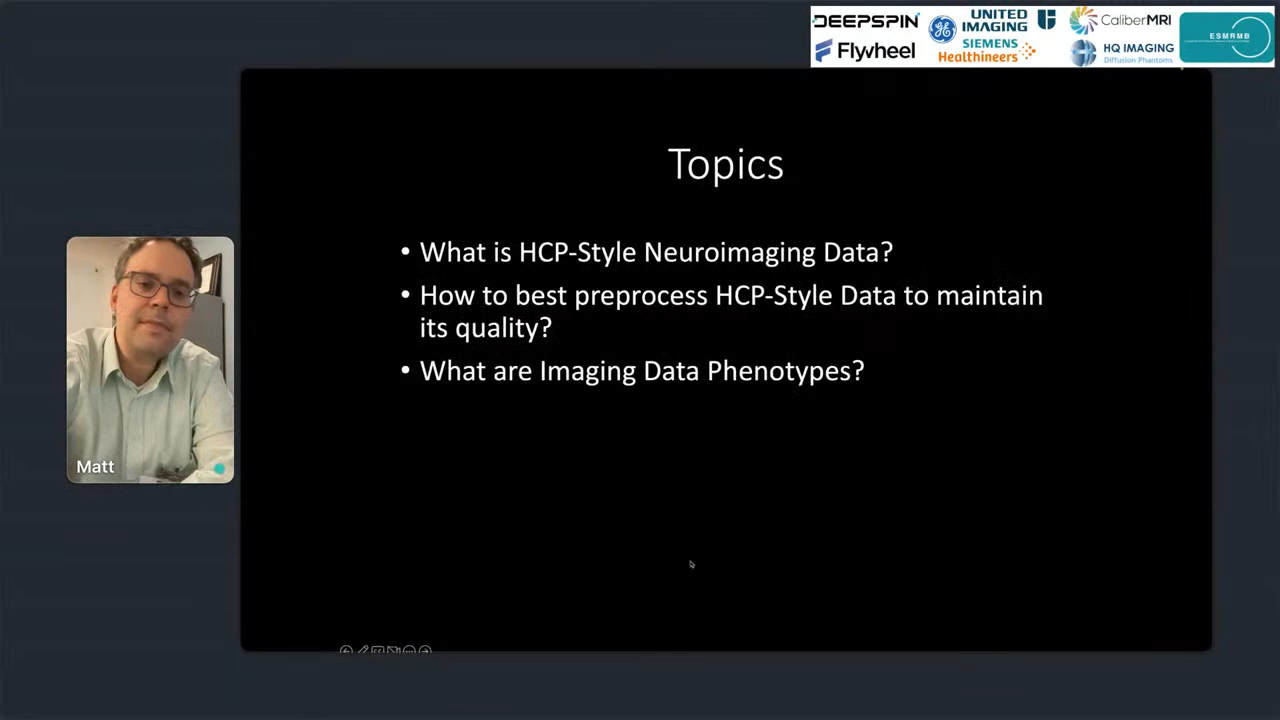 DEEPSPIN
UNITED
IMAGING
CaliberMRI
ESMRMB
Flywheel
SIEMENS
Healthineers
HQ IMAGING
Diffusion Phantoms
Topics
• What is HCP-Style Neuroimaging Data?
• How to best preprocess HCP-Style Data to maintain
its quality?
• What are Imaging Data Phenotypes?
Matt